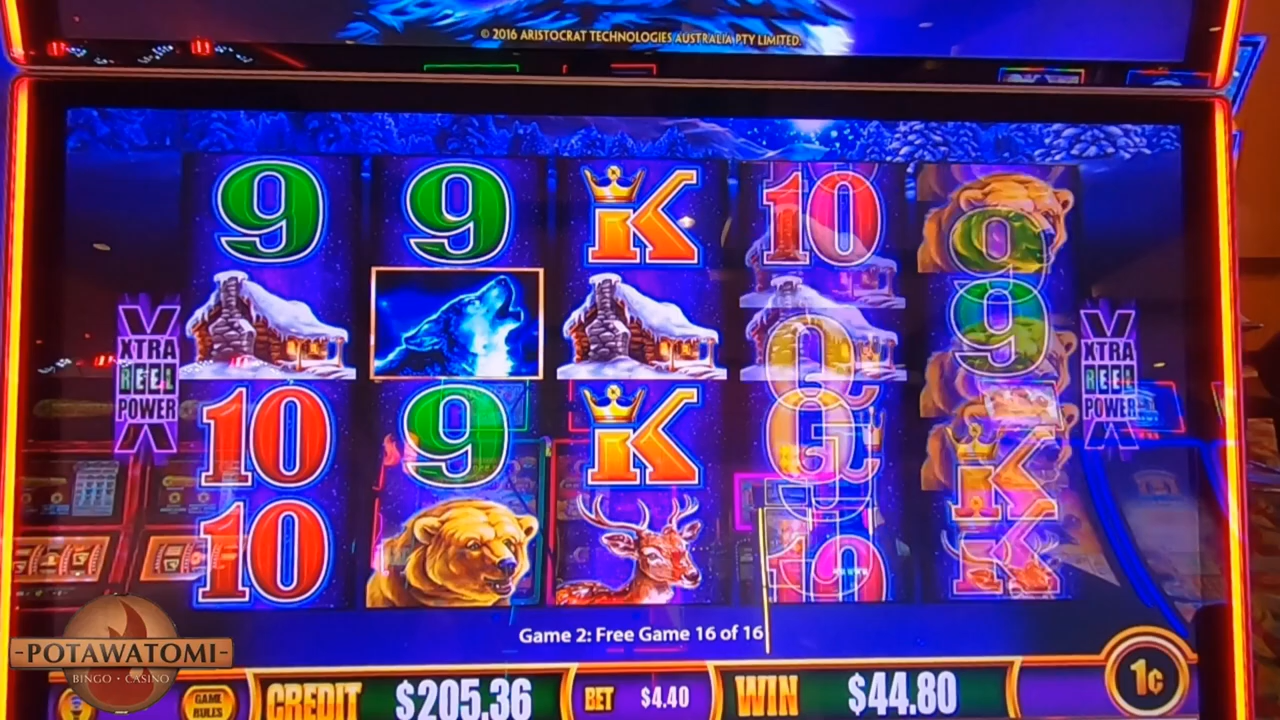 © 2016 ARISTOCRAT TECHNOLOGIES AUSTRALIA PTY LIMITED.
9 9 K 10
9
XTRA
REEL
POWER
XTRA
REEL
POWER
10 9 K Q K
10 10 K
Game 2: Free Game 16 of 16
-POTAWATOMI-
BINGO • CASINO
GAME
RULES
CREDIT $205.36
BET $4.40
WIN $44.80
1¢